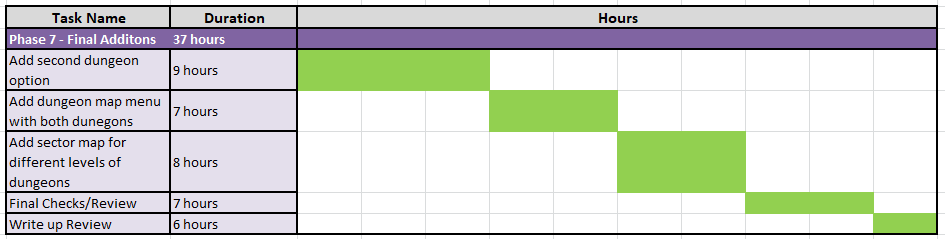 Task Name Duration Hours
Phase 7 - Final Additons 37 hours
Add second dungeon
option
9 hours
Add dungeon map menu
with both dunegons
7 hours
Add sector map for
different levels of
dungeons
8 hours
Final Checks/Review 7 hours
Write up Review 6 hours